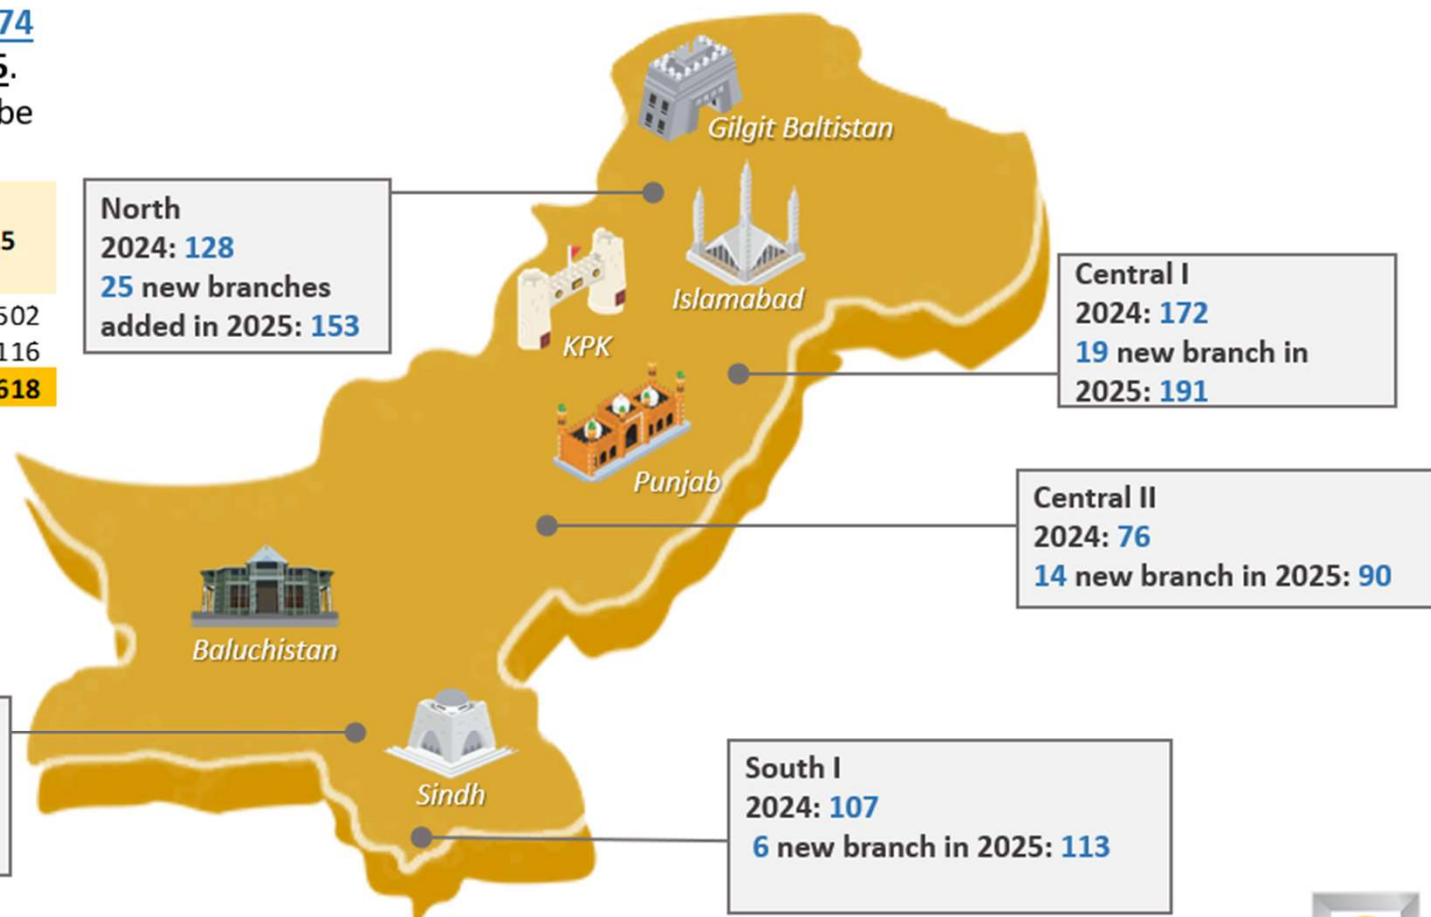 74
5.
be
5
502
116
618
Gilgit Baltistan
North
2024: 128
25 new branches
added in 2025: 153
Islamabad
KPK
Central I
2024: 172
19 new branch in
2025: 191
Punjab
Central II
2024: 76
14 new branch in 2025: 90
Baluchistan
Sindh
South I
2024: 107
6 new branch in 2025: 113